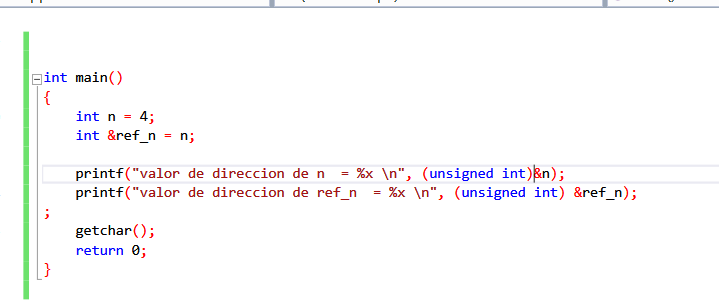 int main()
{
int n = 4;
int &ref_n = n;
printf("valor de direccion de n  = %x \n", (unsigned int)&n);
printf("valor de direccion de ref_n  = %x \n", (unsigned int) &ref_n);
;
getchar();
return 0;
}